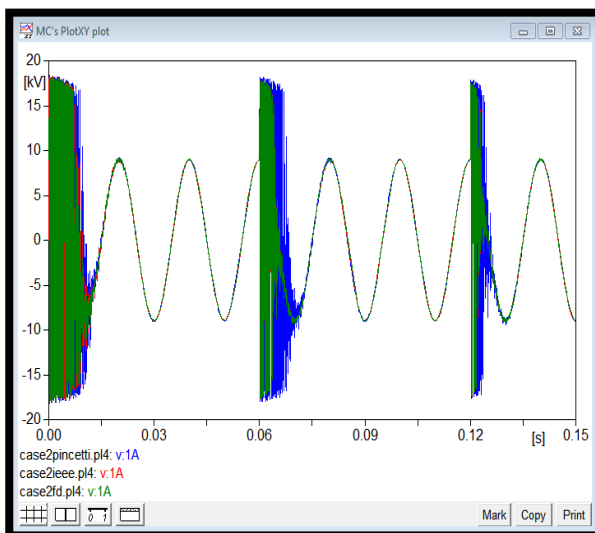 MC's PlotXY plot
20
[kV]
15
10
5
0
-5
-10
-15
-20
0.00 0.03 0.06 0.09 0.12 [s] 0.15
case2pincetti.pl4: v:1A
case2ieee.pl4: v:1A
case2fd.pl4: v:1A
Mark Copy Print